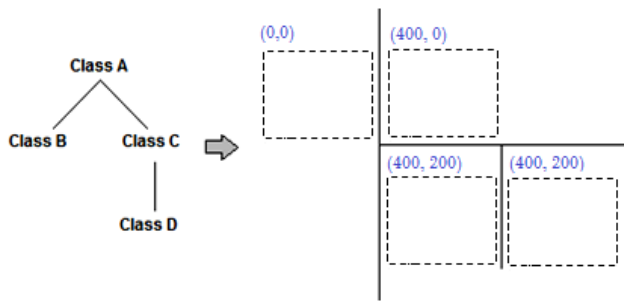 Class A
Class B
Class C
Class D
(0,0)
(400, 0)
(400, 200)
(400, 200)